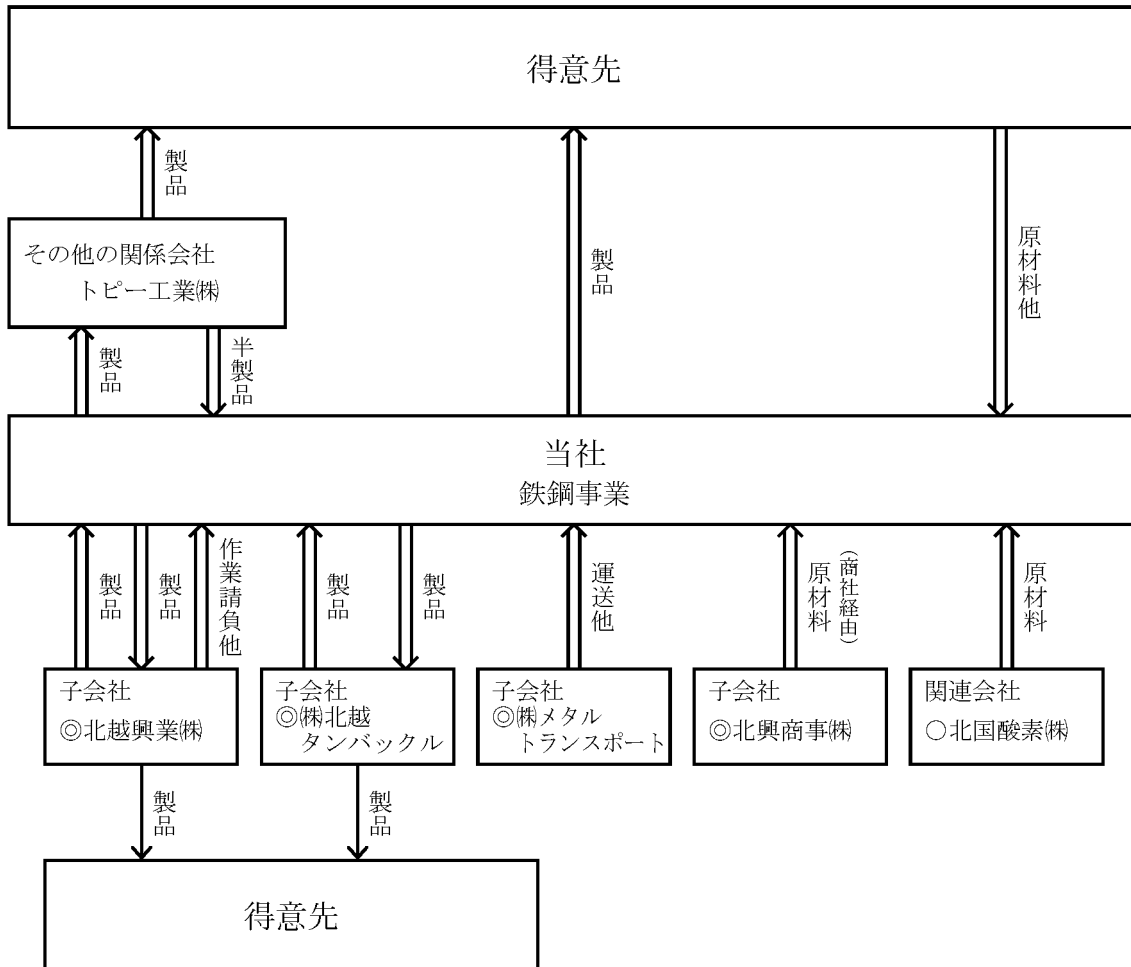 得意先
製品
その他の関係会社
トピー工業㈱
製品
原材料他
製品
半製品
当社
鉄鋼事業
製品
製品
作業請負他
製品
製品
運送他
原材料
(商社経由)
原材料
子会社
◎北越興業㈱
子会社
◎㈱北越
タンバックル
子会社
◎㈱メタル
トランスポート
子会社
◎北興商事㈱
関連会社
○北国酸素㈱
製品
製品
得意先